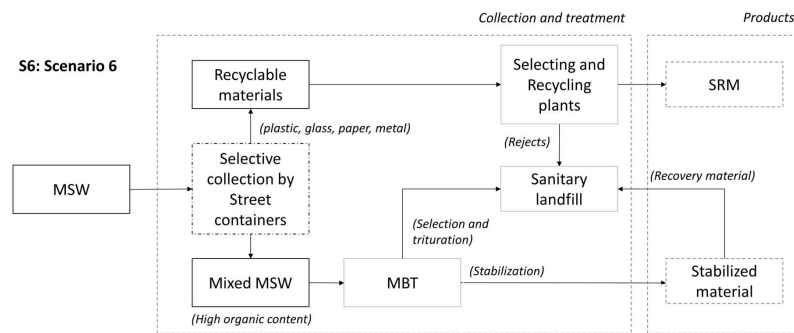 Collection and treatment
Products
S6: Scenario 6
Recyclable
materials
Selecting and
Recycling
plants
SRM
(plastic, glass, paper, metal)
(Rejects)
MSW
Selective
collection by
Street
containers
Sanitary
landfill
(Recovery material)
(Selection and
trituration)
Mixed MSW
MBT
(Stabilization)
Stabilized
material
(High organic content)